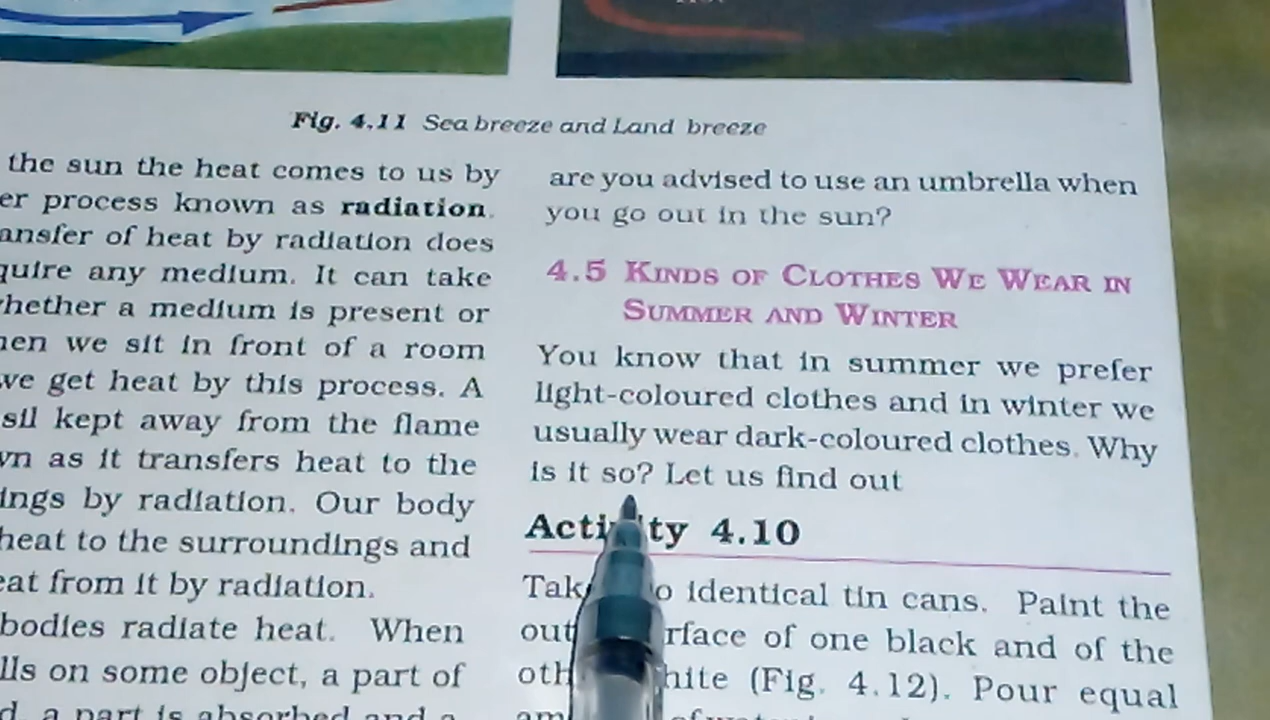 Fig. 4.11 Sea breeze and Land breeze
the sun the heat comes to us by
er process known as radiation.
ansfer of heat by radiation does
quire any medium. It can take
whether a medium is present or
hen we sit in front of a room
we get heat by this process. A
sil kept away from the flame
wn as it transfers heat to the
ings by radiation. Our body
heat to the surroundings and
eat from it by radiation.
bodies radiate heat. When
lls on some object, a part of
a part is absorbed and a
are you advised to use an umbrella when
you go out in the sun?
4.5 KINDS OF CLOTHES WE WEAR IN
SUMMER AND WINTER
You know that in summer we prefer
light-coloured clothes and in winter we
usually wear dark-coloured clothes. Why
is it so? Let us find out
Activity 4.10
Tak o identical tin cans. Paint the
out rface of one black and of the
oth hite (Fig. 4.12). Pour equal